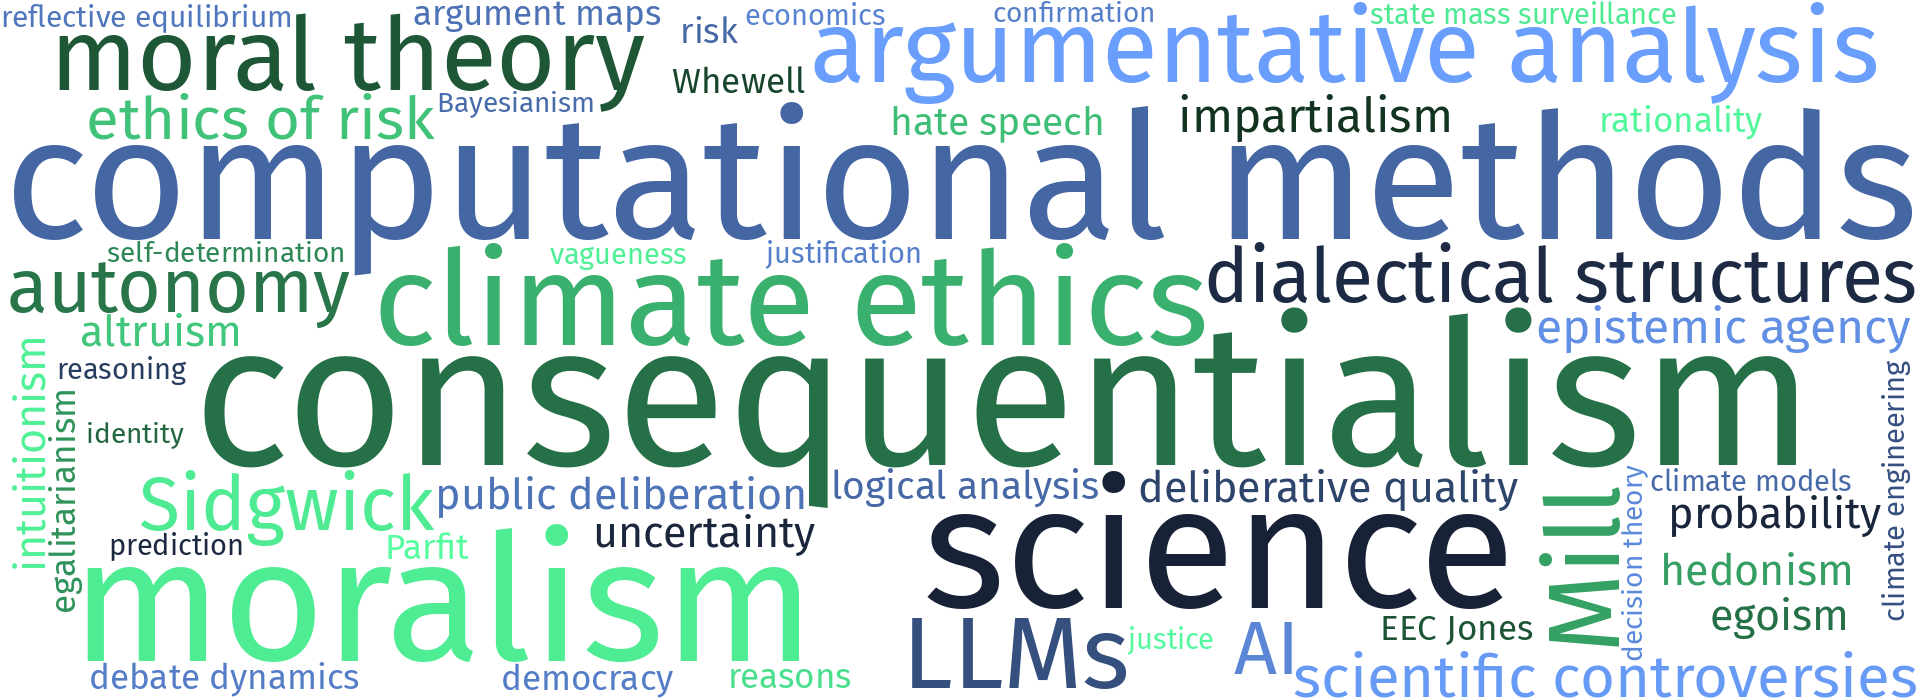 reflective equilibrium
argument maps
risk
economics
confirmation
state mass surveillance
moral theory
argumentative analysis
Whewell
ethics of risk
Bayesianism
hate speech
impartialism
rationality
computational methods
self-determination
vagueness
justification
autonomy
climate ethics
dialectical structures
altruism
epistemic agency
reasoning
consequentialism
intuitionism
egalitarianism
identity
climate engineering
Sidgwick
public deliberation
logical analysis
deliberative quality
climate models
decision theory
Mill
probability
prediction
Parfit
uncertainty
science
moralism
hedonism
egoism
LLMs
justice
AI
EEC Jones
debate dynamics
democracy
reasons
scientific controversies